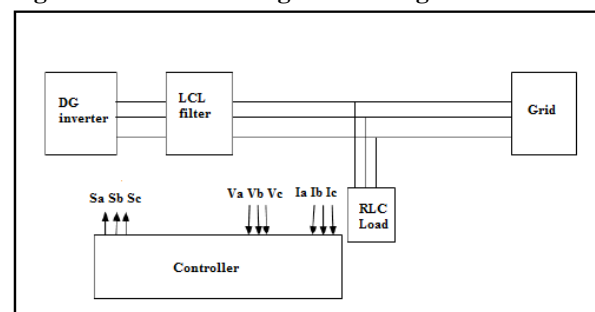 DG
inverter
LCL
filter
Grid
Sa Sb Sc
Va Vb Vc
Ia Ib Ic
RLC
Load
Controller